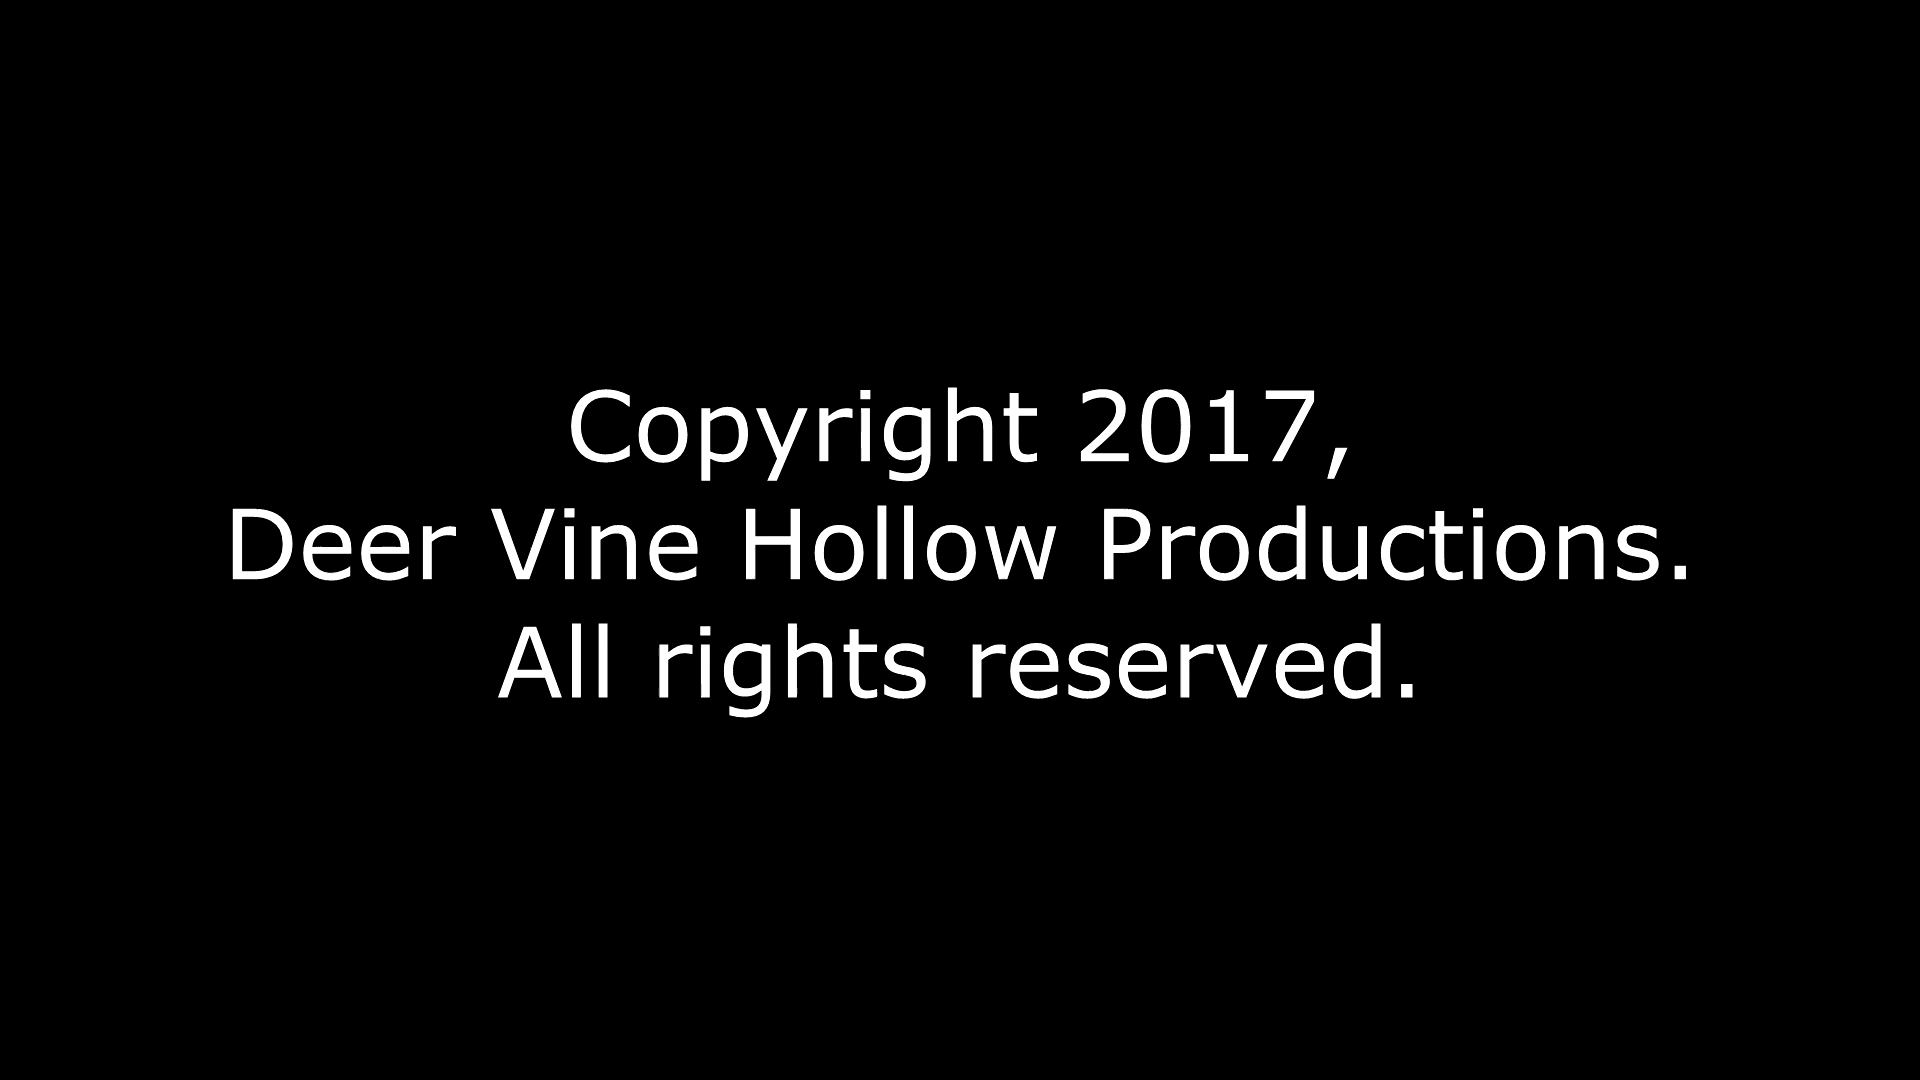 Copyright 2017,
Deer Vine Hollow Productions.
All rights reserved.